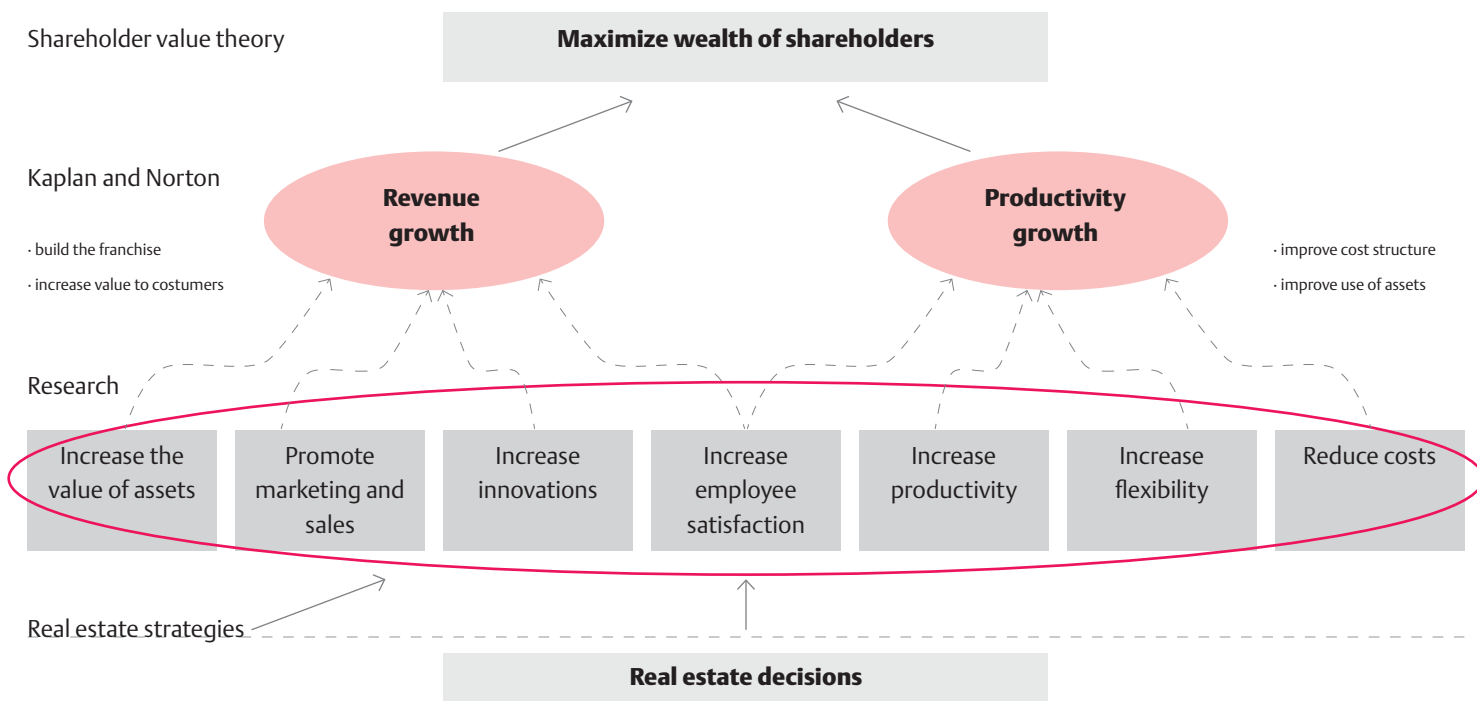 Shareholder value theory
Maximize wealth of shareholders
Kaplan and Norton
Revenue
growth
Productivity
growth
· build the franchise
· increase value to costumers
· improve cost structure
· improve use of assets
Research
Increase the
value of assets
Promote
marketing and
sales
Increase
innovations
Increase
employee
satisfaction
Increase
productivity
Increase
flexibility
Reduce costs
Real estate strategies
Real estate decisions